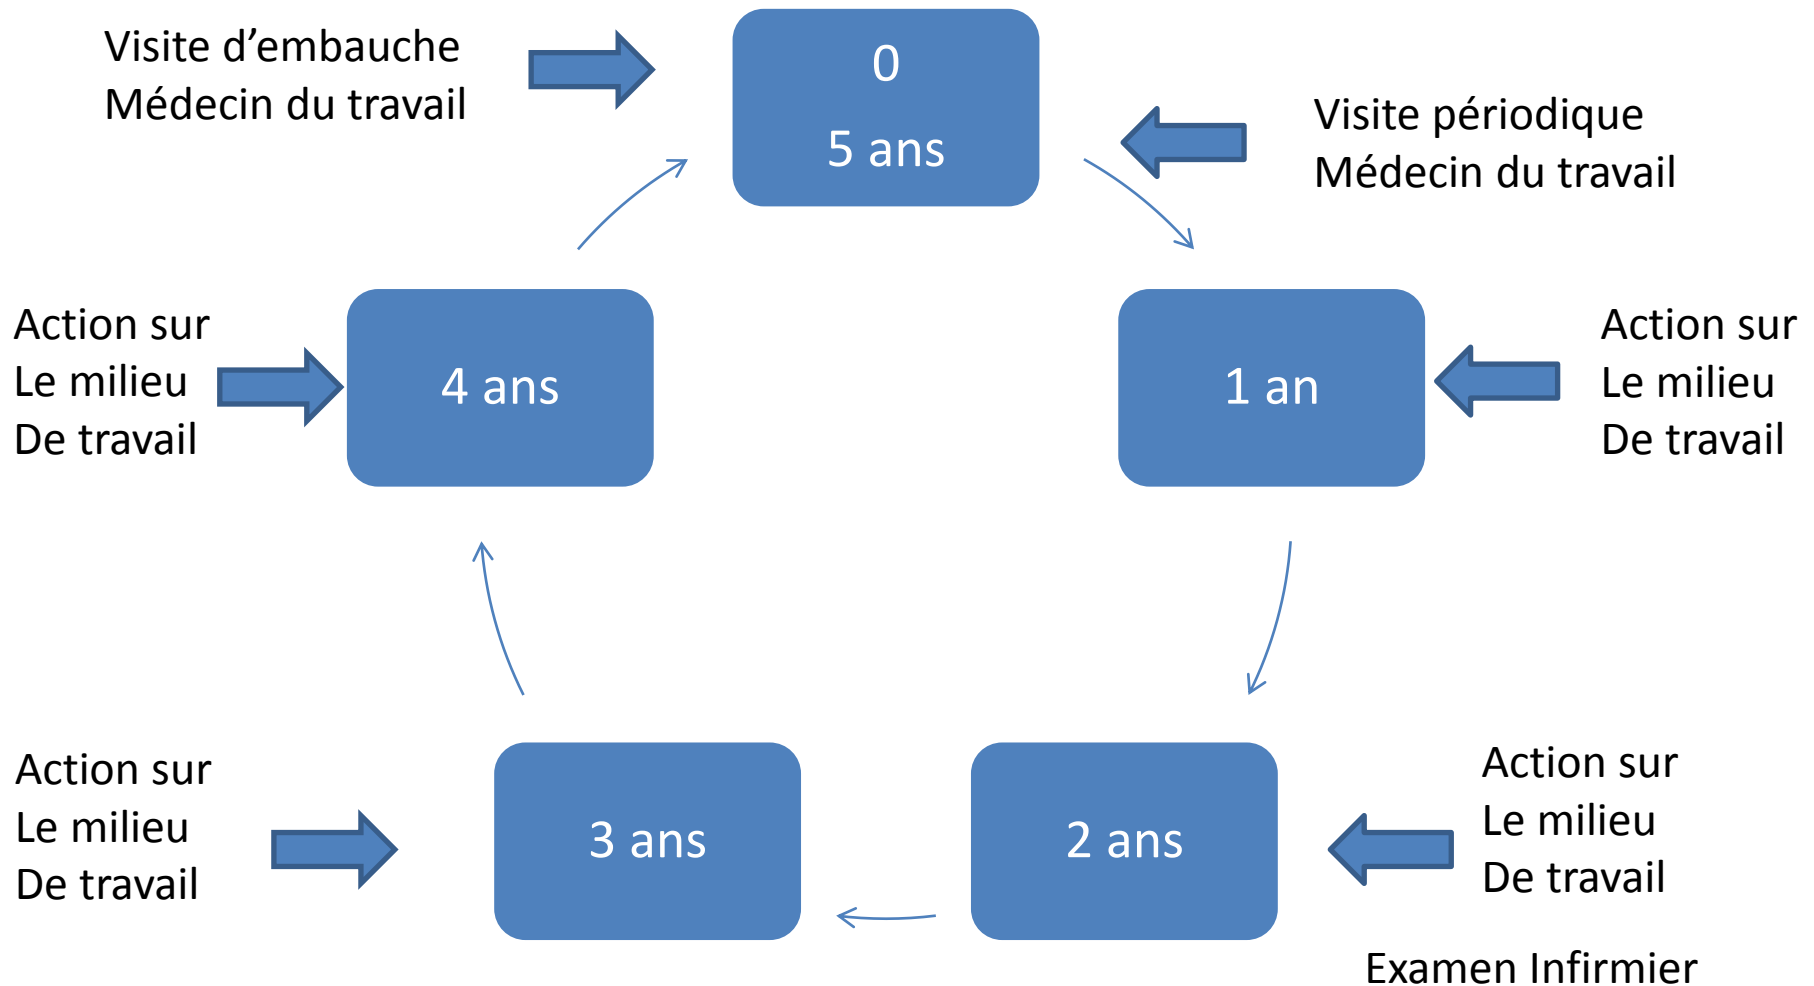 Visite d’embauche
Médecin du travail
0
5 ans
Visite périodique
Médecin du travail
Action sur
Le milieu
De travail
4 ans
1 an
Action sur
Le milieu
De travail
Action sur
Le milieu
De travail
3 ans
2 ans
Action sur
Le milieu
De travail
Examen Infirmier